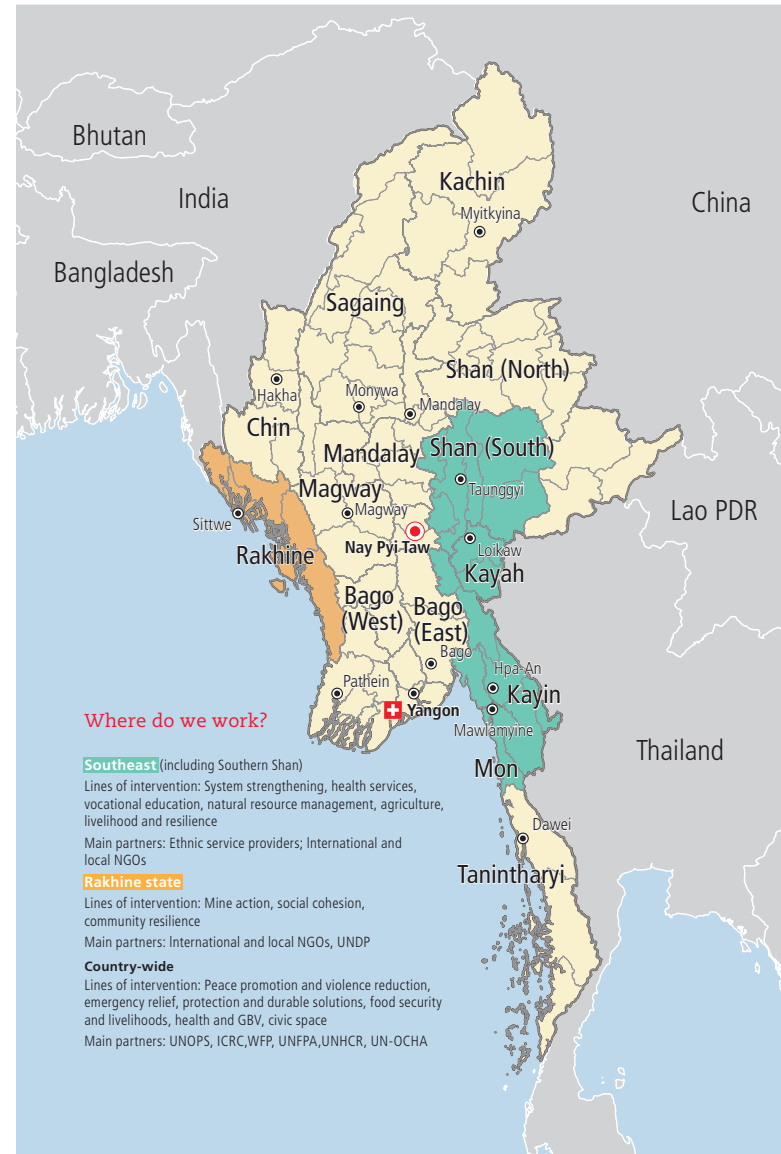 Bhutan
India
China
Bangladesh
Kachin
Myitkyina
Sagaing
Shan (North)
Hakha
Monywa
Mandalay
Chin
Mandalay
Shan (South)
Magway
Taunggyi
Magway
Sittwe
Lao PDR
Nay Pyi Taw
Loikaw
Rakhine
Kayah
Bago
(West)
Bago
(East)
Bago
Hpa-An
Pathein
Kayin
Yangon
Mawlamyine
Thailand
Mon
Dawei
Tanintharyi
Where do we work?
Southeast (including Southern Shan)
Lines of intervention: System strengthening, health services,
vocational education, natural resource management, agriculture,
livelihood and resilience
Main partners: Ethnic service providers; International and
local NGOs
Rakhine state
Lines of intervention: Mine action, social cohesion,
community resilience
Main partners: International and local NGOs, UNDP
Country-wide
Lines of intervention: Peace promotion and violence reduction,
emergency relief, protection and durable solutions, food security
and livelihoods, health and GBV, civic space
Main partners: UNOPS, ICRC,WFP, UNFPA,UNHCR, UN-OCHA